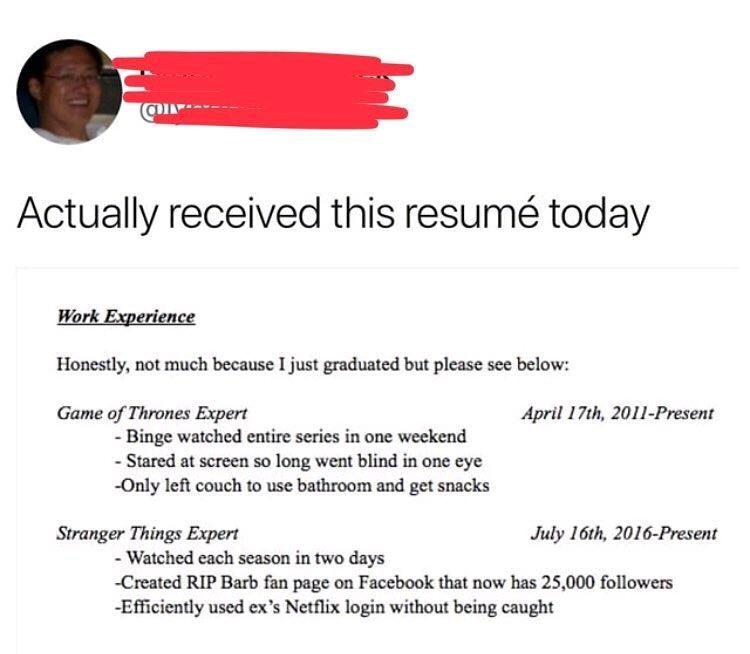 Actually received this resumé today
Work Experience
Honestly, not much because I just graduated but please see below:
Game of Thrones Expert April 17th, 2011-Present
- Binge watched entire series in one weekend
- Stared at screen so long went blind in one eye
-Only left couch to use bathroom and get snacks
Stranger Things Expert July 16th, 2016-Present
- Watched each season in two days
-Created RIP Barb fan page on Facebook that now has 25,000 followers
-Efficiently used ex's Netflix login without being caught